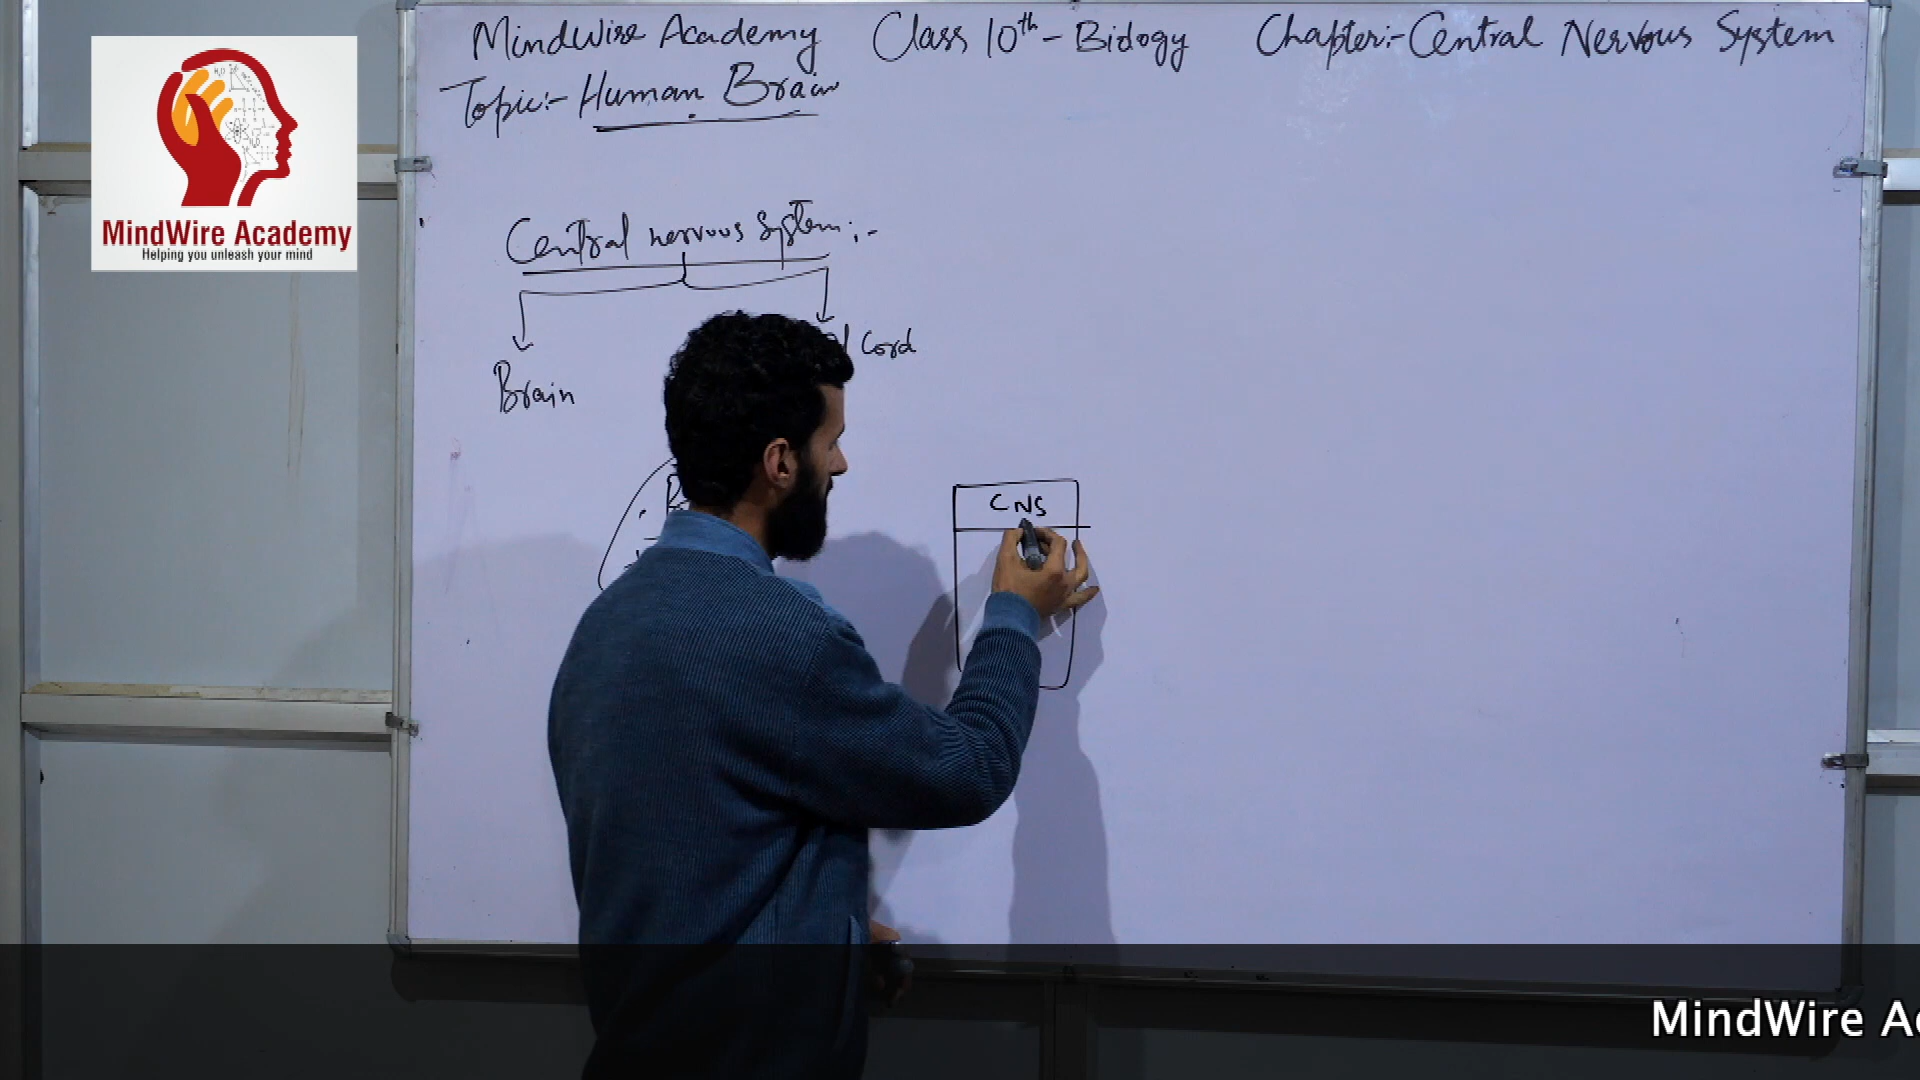 MindWire Academy Class 10th - Biology Chapter:- Central Nervous System
Topic:- Human Brain
MindWire Academy
Helping you unleash your mind
Central nervous System:-
Cord
Brain
CNS
MindWire